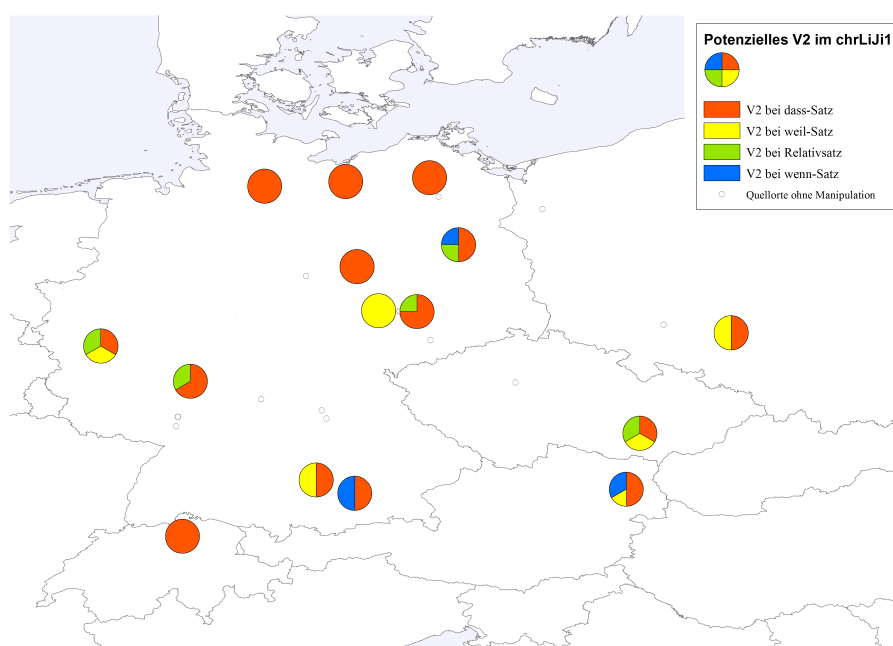 Potenzielles V2 im chrLiJi1
V2 bei dass-Satz
V2 bei weil-Satz
V2 bei Relativsatz
V2 bei wenn-Satz
Quellorte ohne Manipulation